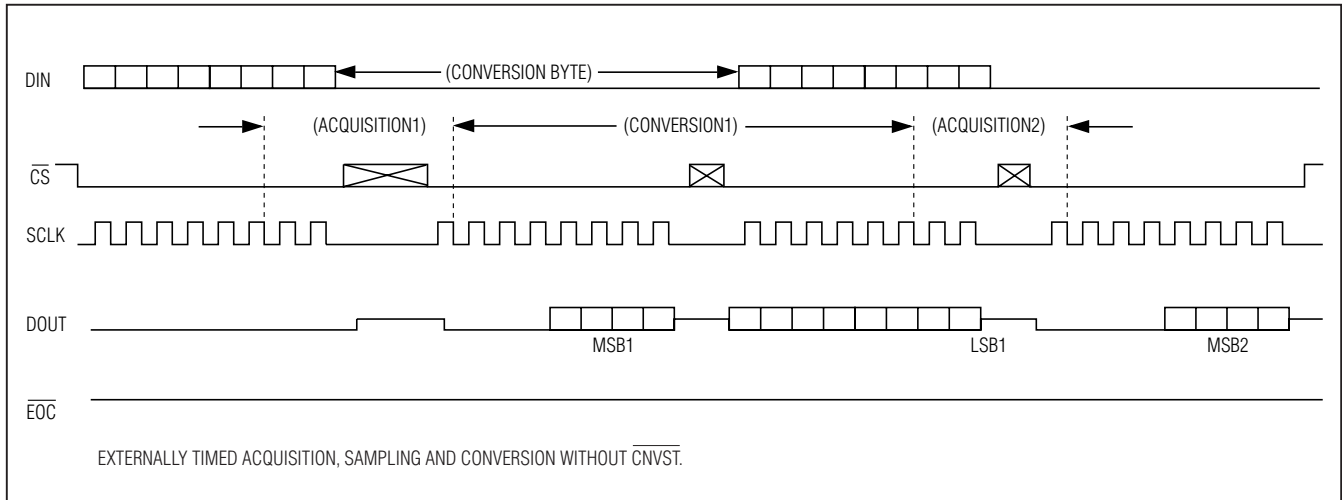 DIN
(CONVERSION BYTE)
(ACQUISITION1)
(CONVERSION1)
(ACQUISITION2)
CS
SCLK
DOUT
MSB1
LSB1
MSB2
EOC
EXTERNALLY TIMED ACQUISITION, SAMPLING AND CONVERSION WITHOUT CNVST.